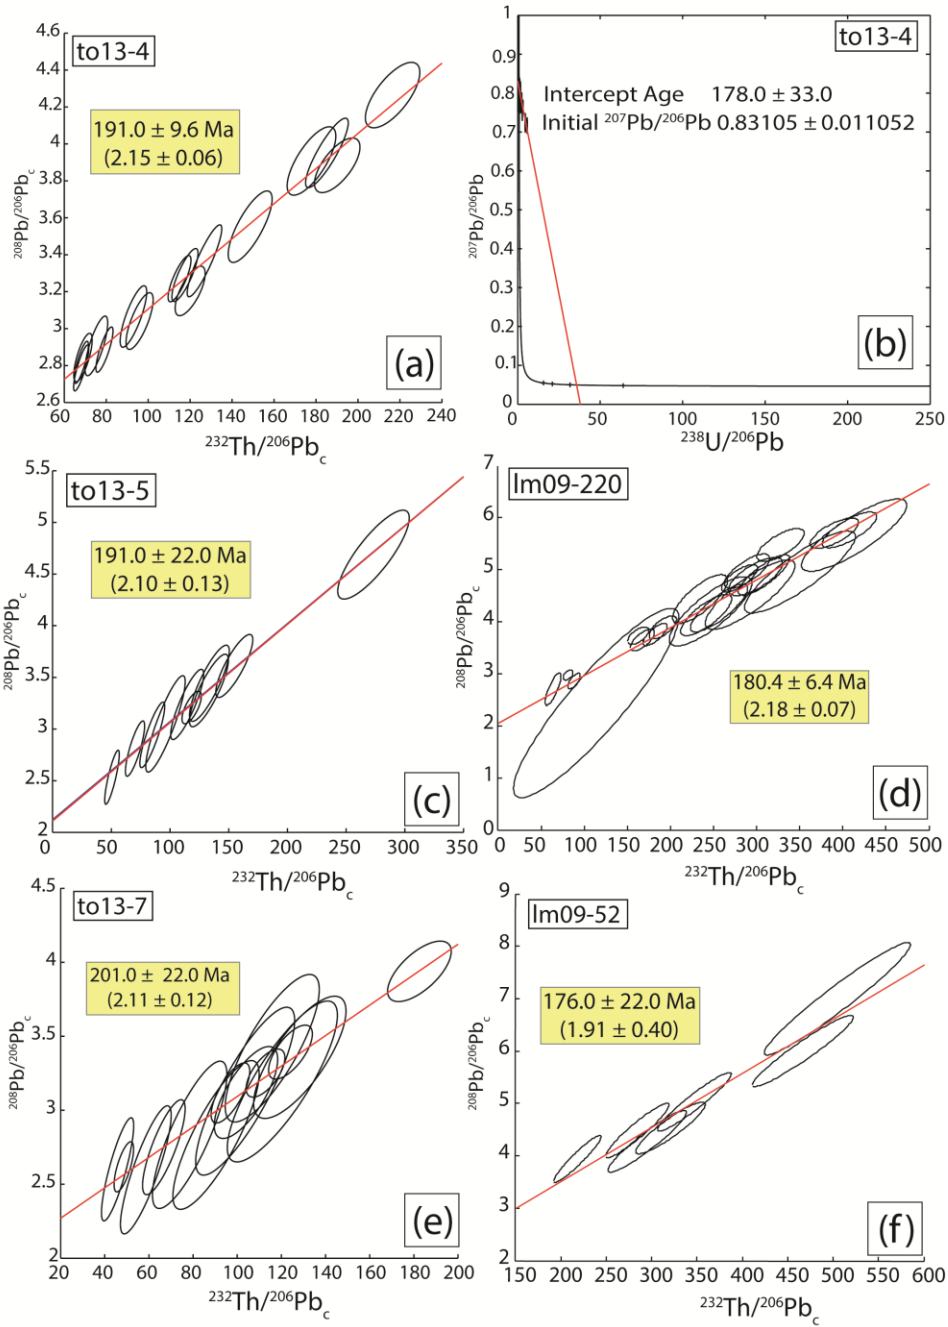 to13-4
191.0 ± 9.6 Ma
(2.15 ± 0.06)
4.6
4.4
4.0
3.8
3.6
3.2
3.0
2.8
2.6
60 80 100 120 140 160 180 200 220 240
²⁰⁸Pb/²⁰⁶Pbc
²³²Th/²⁰⁶Pbc
(a)
to13-4
Intercept Age 178.0 ± 33.0
Initial ²⁰⁷Pb/²⁰⁶Pb 0.83105 ± 0.011052
1
0.9
0.8
0.7
0.6
0.5
0.4
0.3
0.2
0.1
0
0 50 100 150 200 250
²⁰⁷Pb/²⁰⁶Pb
²³⁸U/²⁰⁶Pb
(b)
to13-5
191.0 ± 22.0 Ma
(2.10 ± 0.13)
5.5
5
4.5
4
3.5
3
2.5
2
0 50 100 150 200 250 300 350
²⁰⁸Pb/²⁰⁶Pbc
²³²Th/²⁰⁶Pbc
(c)
lm09-220
180.4 ± 6.4 Ma
(2.18 ± 0.07)
7
6
5
4
3
2
1
0
0 50 100 150 200 250 300 350 400 450 500
²⁰⁸Pb/²⁰⁶Pbc
²³²Th/²⁰⁶Pbc
(d)
to13-7
201.0 ± 22.0 Ma
(2.11 ± 0.12)
4.5
4
3.5
3
2.5
2
20 40 60 80 100 120 140 160 180 200
²⁰⁸Pb/²⁰⁶Pbc
²³²Th/²⁰⁶Pbc
(e)
lm09-52
176.0 ± 22.0 Ma
(1.91 ± 0.40)
9
8
7
6
5
4
3
2
150 200 250 300 350 400 450 500 550 600
²⁰⁸Pb/²⁰⁶Pbc
²³²Th/²⁰⁶Pbc
(f)